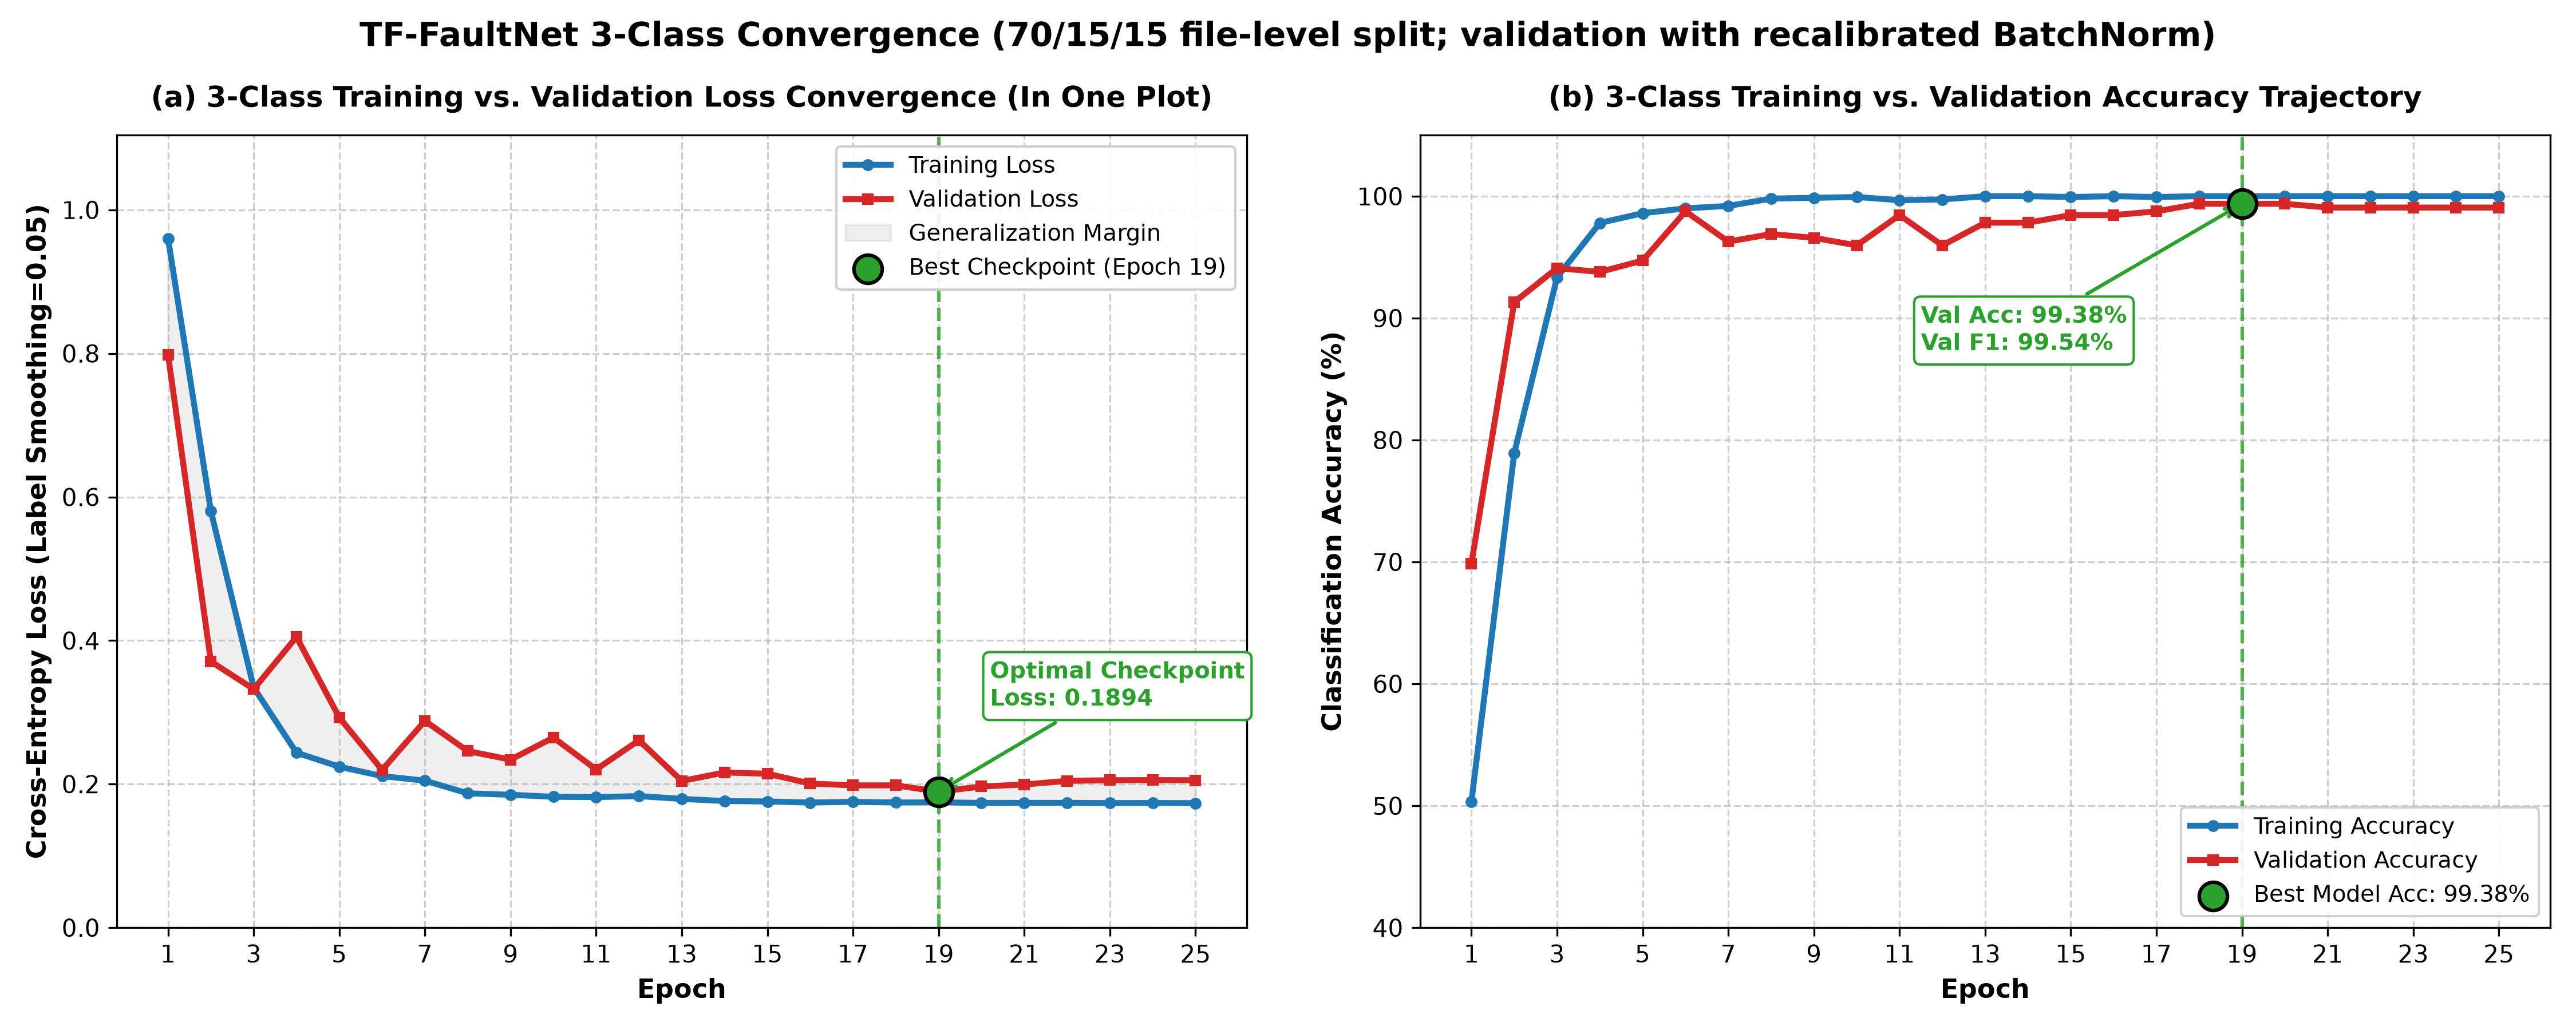 TF-FaultNet 3-Class Convergence (70/15/15 file-level split; validation with recalibrated BatchNorm)
(a) 3-Class Training vs. Validation Loss Convergence (In One Plot)
Cross-Entropy Loss (Label Smoothing=0.05)
1.0
0.8
0.6
0.4
0.2
0.0
Training Loss
Validation Loss
Generalization Margin
Best Checkpoint (Epoch 19)
Optimal Checkpoint
Loss: 0.1894
1 3 5 7 9 11 13 15 17 19 21 23 25
Epoch
(b) 3-Class Training vs. Validation Accuracy Trajectory
Classification Accuracy (%)
100
90
80
70
60
50
40
Val Acc: 99.38%
Val F1: 99.54%
Training Accuracy
Validation Accuracy
Best Model Acc: 99.38%
1 3 5 7 9 11 13 15 17 19 21 23 25
Epoch